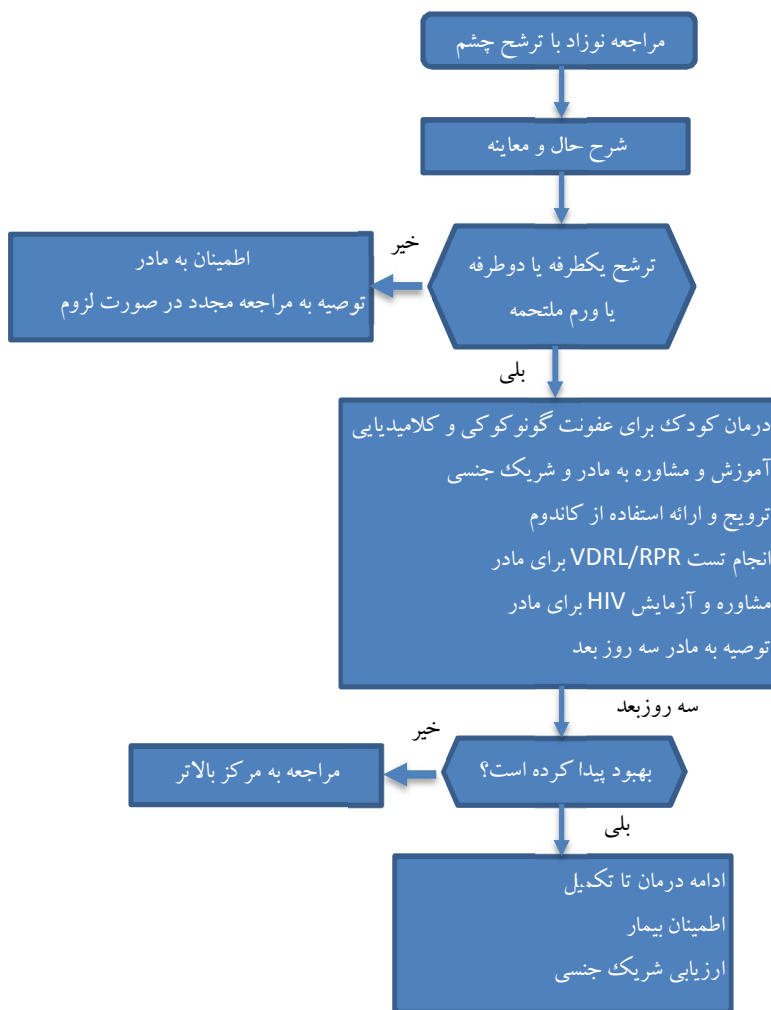 مراجعه نوزاد با ترشح چشم
شرح حال و معاینه
ترشح یکطرفه یا دوطرفه
یا ورم ملتحمه
خیر
اطمینان به مادر
توصیه به مراجعه مجدد در صورت لزوم
بلی
درمان کودک برای عفونت گونوکوکی و کلامیدیایی
آموزش و مشاوره به مادر و شریک جنسی
ترویج و ارائه استفاده از کاندوم
انجام تست VDRL/RPR برای مادر
مشاوره و آزمایش HIV برای مادر
توصیه به مادر سه روز بعد
سه روزبعد
بهبود پیدا کرده است؟
خیر
مراجعه به مرکز بالاتر
بلی
ادامه درمان تا تکمیل
اطمینان بیمار
ارزیابی شریک جنسی